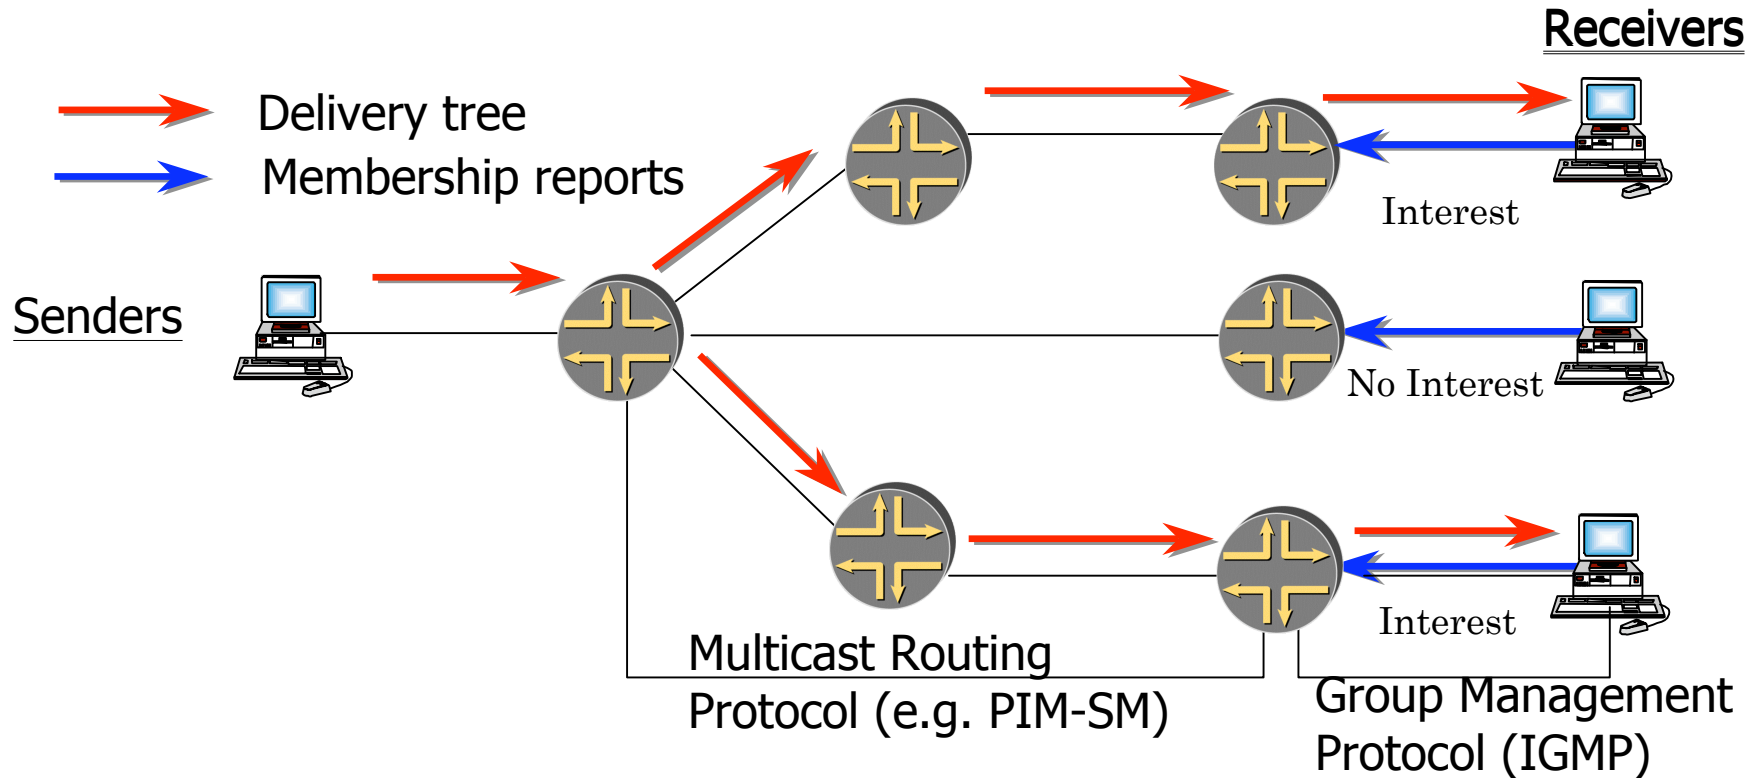 Receivers
Delivery tree
Membership reports
Interest
Senders
No Interest
Interest
Multicast Routing
Protocol (e.g. PIM-SM)
Group Management
Protocol (IGMP)